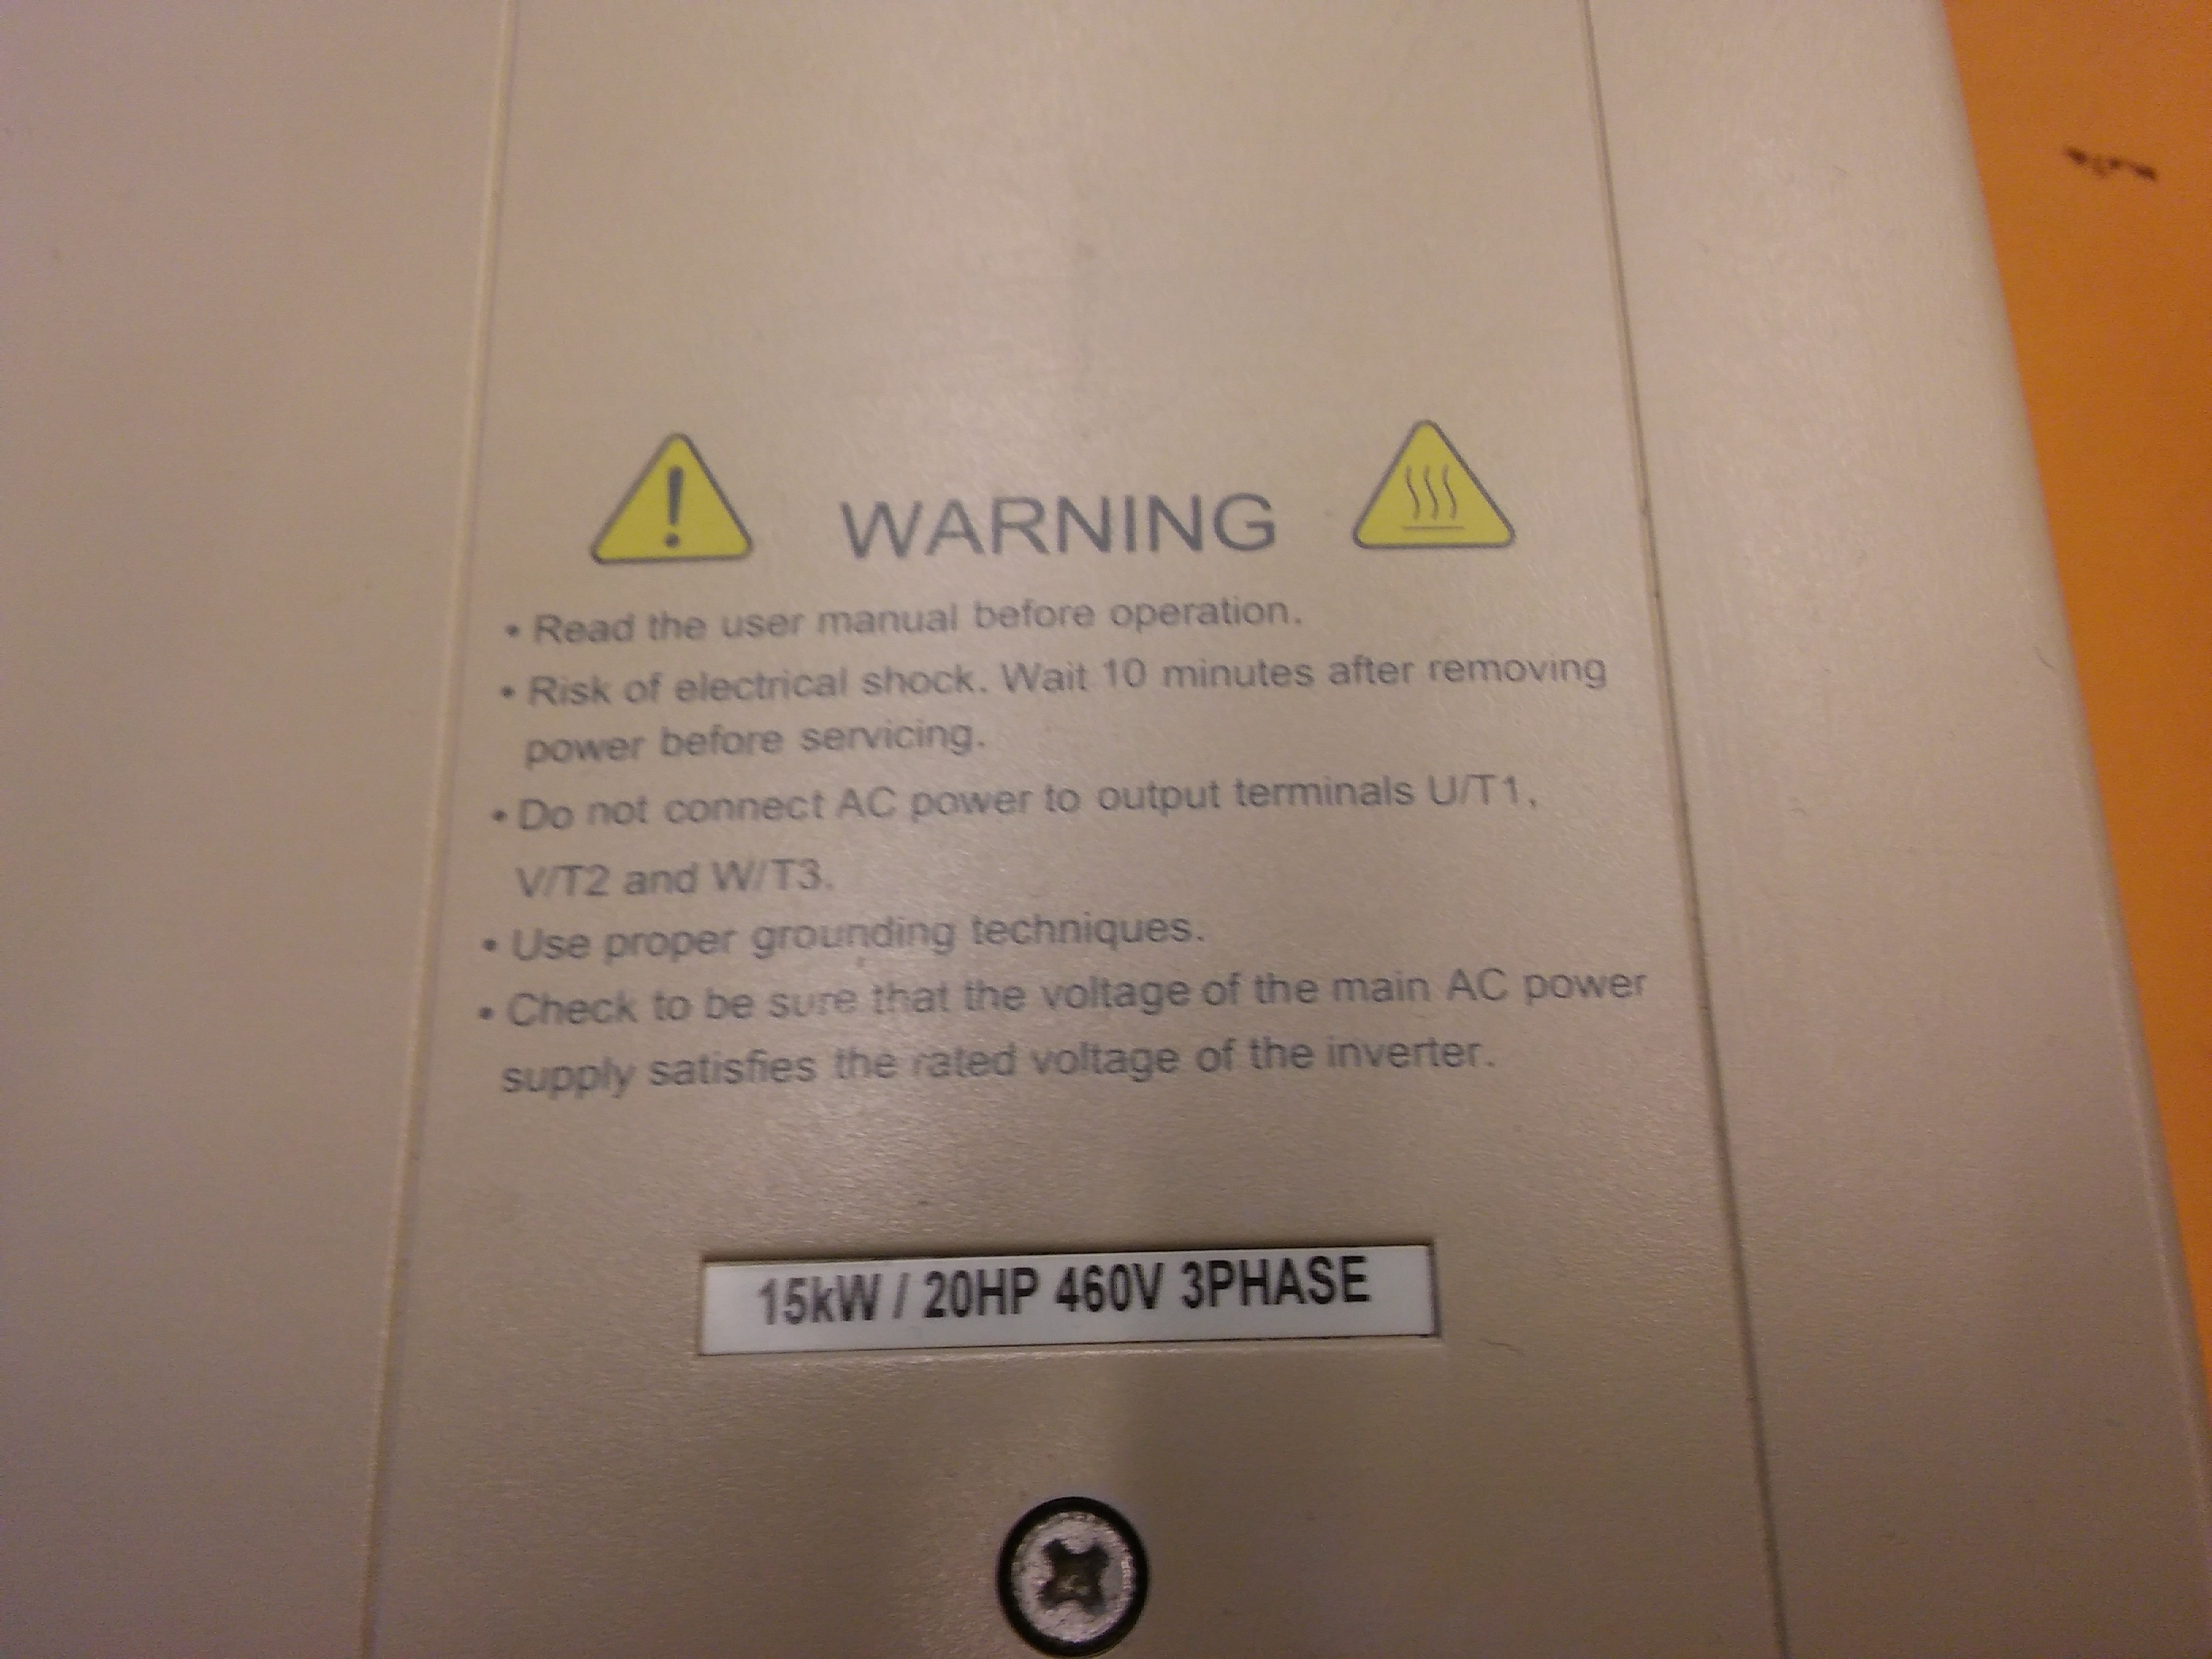 WARNING
• Read the user manual before operation.
• Risk of electrical shock. Wait 10 minutes after removing
power before servicing.
• Do not connect AC power to output terminals U/T1,
V/T2 and W/T3.
• Use proper grounding techniques.
• Check to be sure that the voltage of the main AC power
supply satisfies the rated voltage of the inverter.
15kW / 20HP 460V 3PHASE